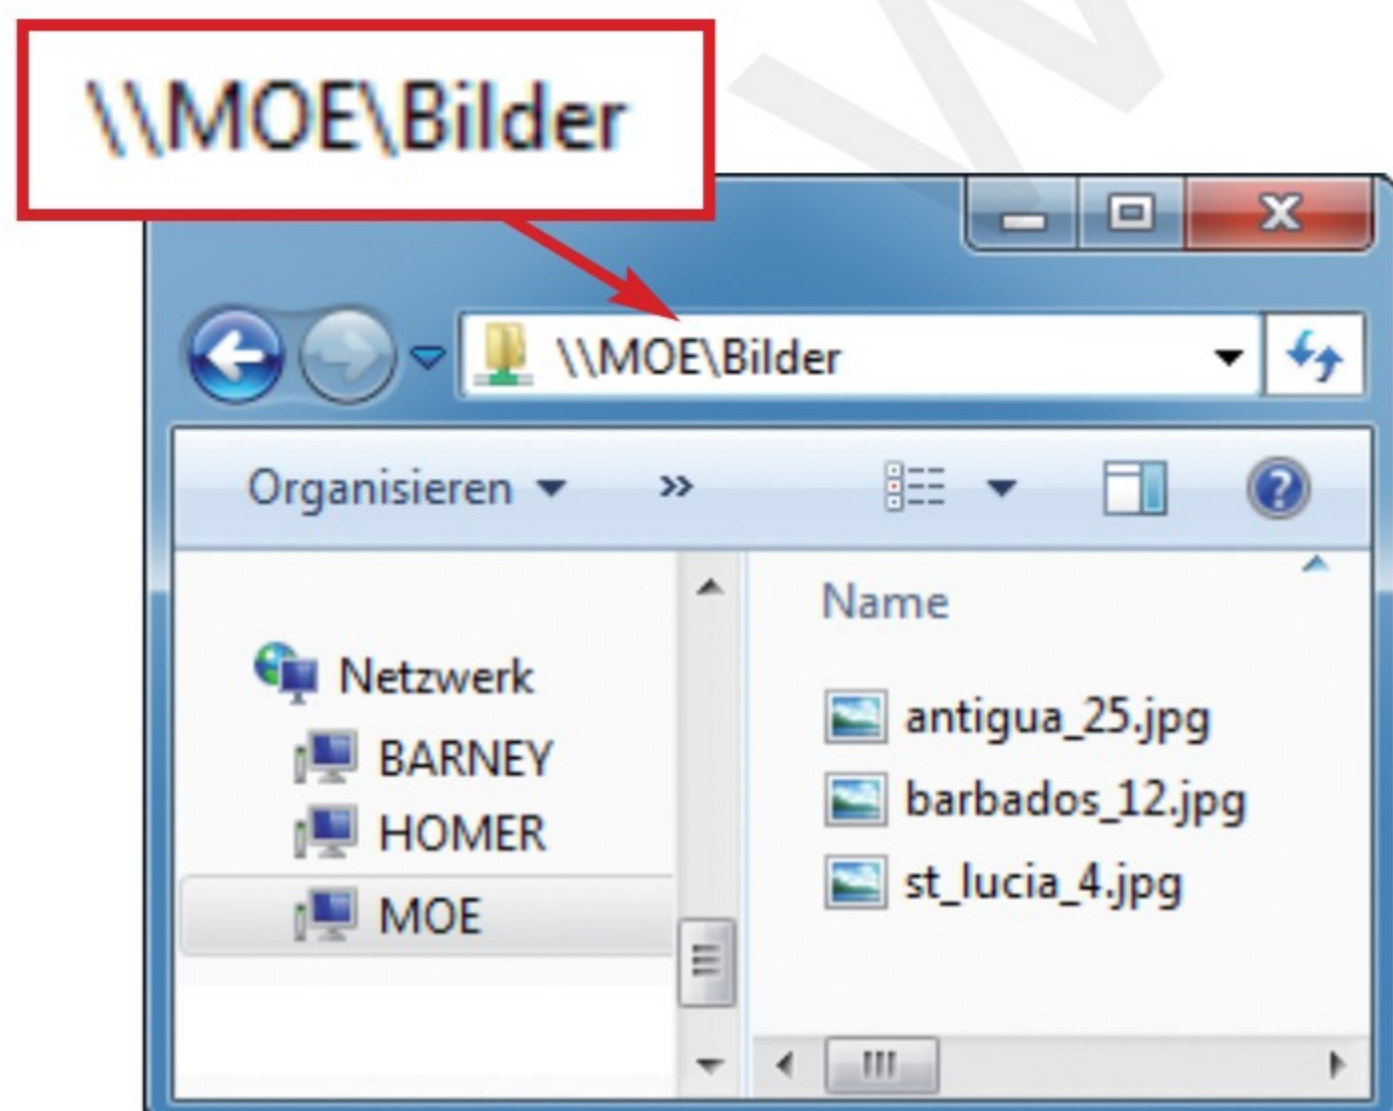 \\MOE\Bilder
\\MOE\Bilder
Organisieren
Name
Netzwerk
BARNEY
HOMER
MOE
antigua_25.jpg
barbados_12.jpg
st_lucia_4.jpg